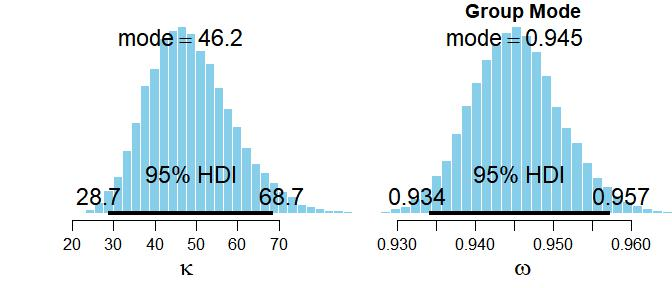 mode = 46.2
95% HDI
28.7 68.7
20 30 40 50 60 70
κ
Group Mode
mode = 0.945
95% HDI
0.934 0.957
0.930 0.940 0.950 0.960
ω